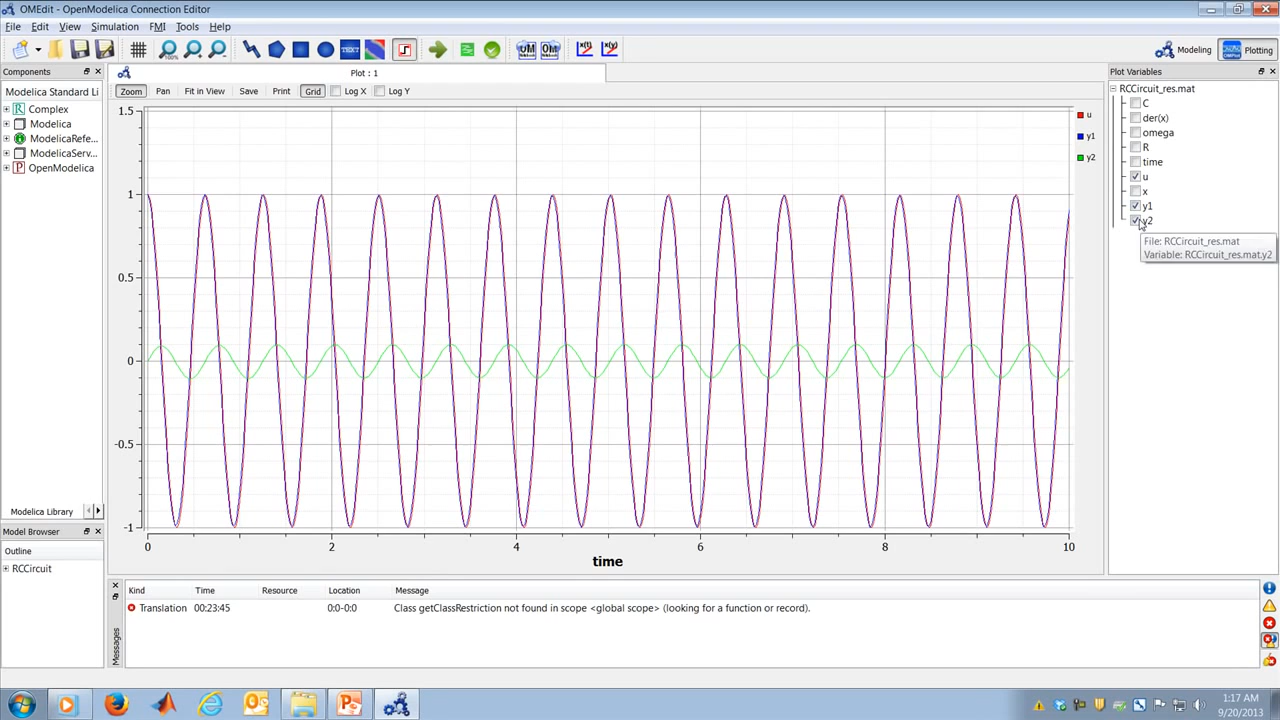 OMEdit - OpenModelica Connection Editor
File Edit View Simulation FMI Tools Help
100%
TEXT
OM OM x(t) x(y)
Modeling Plotting
Components
Plot : 1
Plot Variables
Modelica Standard Li
Zoom Pan Fit in View Save Print Grid Log X Log Y
Complex
Modelica
ModelicaRefe...
ModelicaServ...
OpenModelica
RCCircuit_res.mat
C
der(x)
omega
R
time
u
x
y1
y2
File: RCCircuit_res.mat
Variable: RCCircuit_res.mat.y2
1.5
1
0.5
0
-0.5
-1
0 2 4 6 8 10
time
u
y1
y2
Modelica Library
Model Browser
Outline
RCCircuit
Messages
Kind Time Resource Location Message
Translation 00:23:45 0:0-0:0 Class getClassRestriction not found in scope <global scope> (looking for a function or record).
1:17 AM
9/20/2013